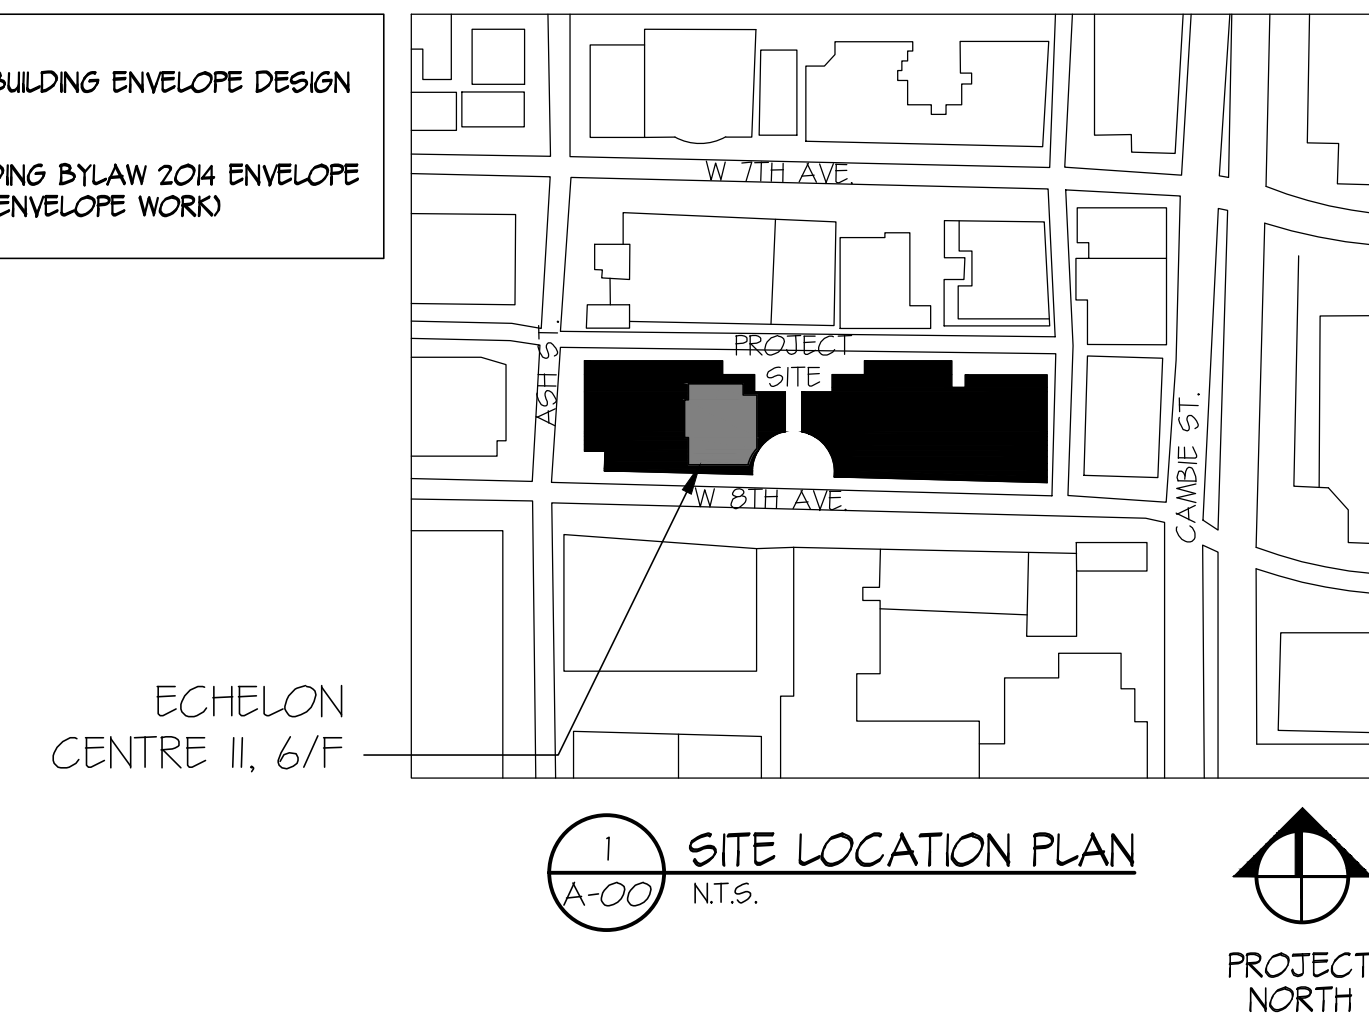 BUILDING ENVELOPE DESIGN
BYLAW 2014 ENVELOPE
ENVELOPE WORK)
W 7TH AVE.
PROJECT
SITE
ASH ST.
CAMBIE ST.
W 8TH AVE.
ECHELON
CENTRE II, 6/F
1
A-00
SITE LOCATION PLAN
N.T.S.
PROJECT
NORTH